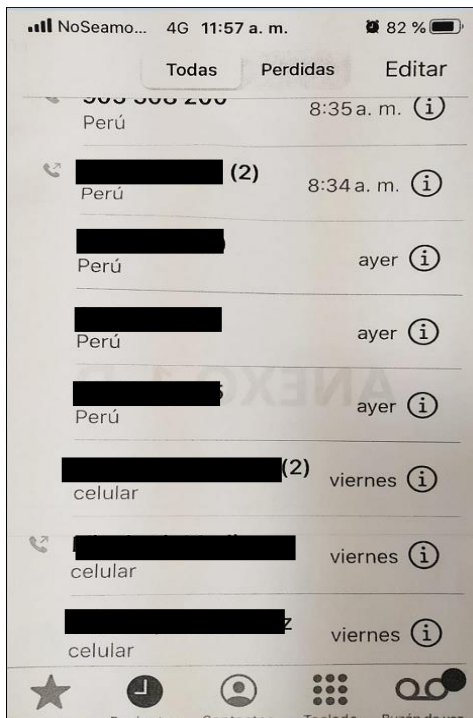 NoSeamo... 4G 11:57 a. m. 82 %
Todas Perdidas Editar
8:35 a. m.
Perú
(2) 8:34 a. m.
Perú
ayer
Perú
ayer
Perú
ayer
Perú
(2) viernes
celular
viernes
celular
z viernes
celular
ANEXO